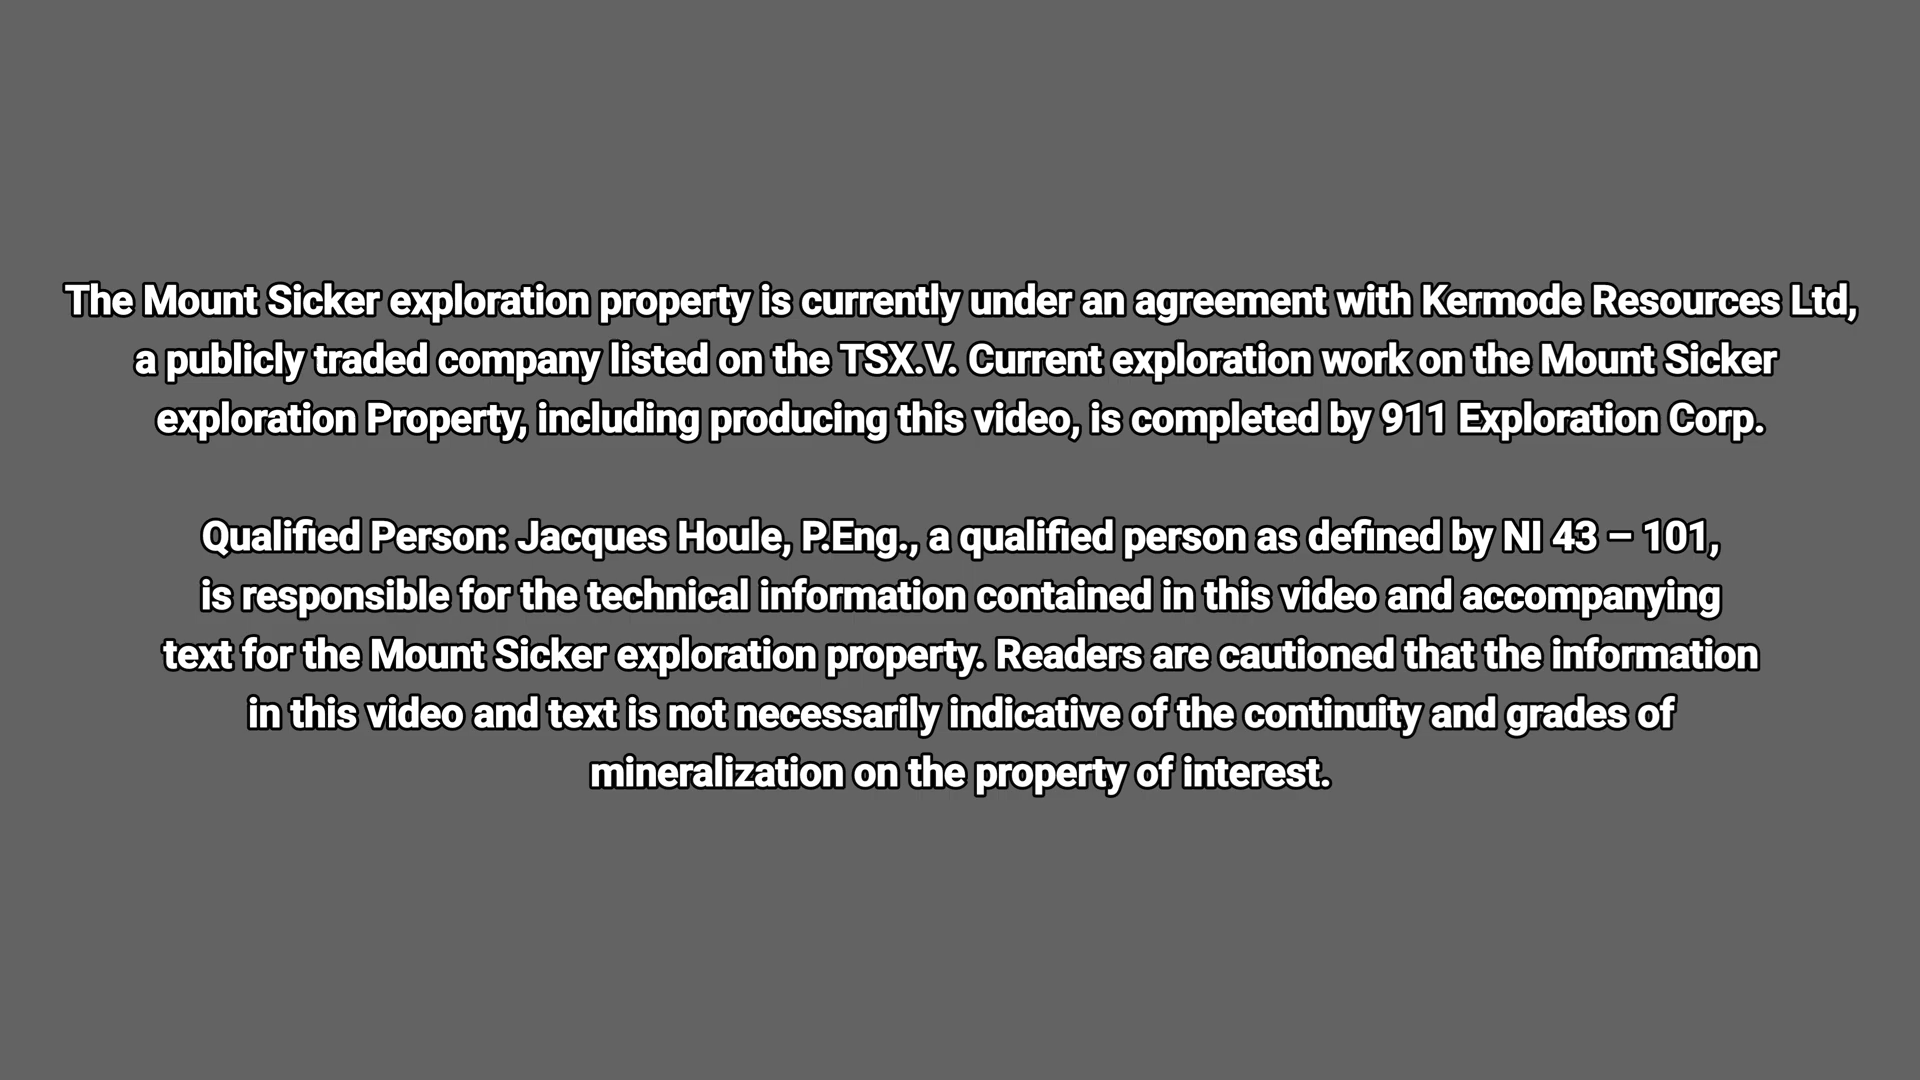 The Mount Sicker exploration property is currently under an agreement with Kermode Resources Ltd,
a publicly traded company listed on the TSX.V. Current exploration work on the Mount Sicker
exploration Property, including producing this video, is completed by 911 Exploration Corp.
Qualified Person: Jacques Houle, P.Eng., a qualified person as defined by NI 43 – 101,
is responsible for the technical information contained in this video and accompanying
text for the Mount Sicker exploration property. Readers are cautioned that the information
in this video and text is not necessarily indicative of the continuity and grades of
mineralization on the property of interest.